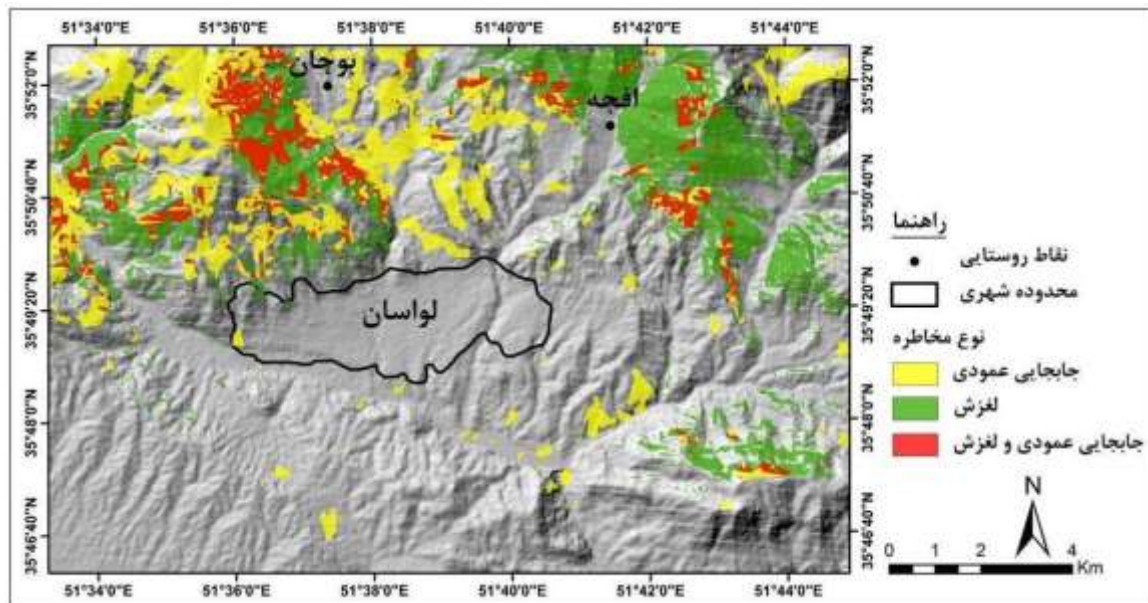 51°34'0"E 51°36'0"E 51°38'0"E 51°40'0"E 51°42'0"E 51°44'0"E
35°52'0"N
35°50'40"N
35°49'20"N
35°48'0"N
35°46'40"N
بوجان
افجه
لواسان
35°52'0"N
35°50'40"N
35°49'20"N
35°48'0"N
35°46'40"N
51°34'0"E 51°36'0"E 51°38'0"E 51°40'0"E 51°42'0"E 51°44'0"E
راهنما
نقاط روستایی
محدوده شهری
نوع مخاطره
جابجایی عمودی
لغزش
جابجایی عمودی و لغزش
N
0 1 2 4
Km